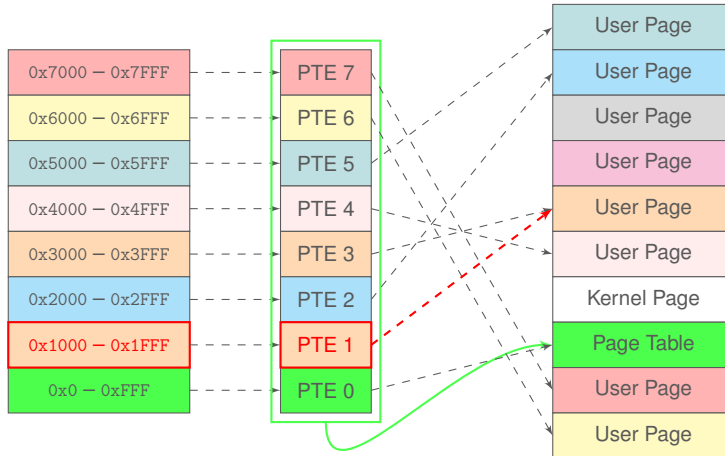 0x7000 – 0x7FFF
0x6000 – 0x6FFF
0x5000 – 0x5FFF
0x4000 – 0x4FFF
0x3000 – 0x3FFF
0x2000 – 0x2FFF
0x1000 – 0x1FFF
0x0 – 0xFFF
PTE 7
PTE 6
PTE 5
PTE 4
PTE 3
PTE 2
PTE 1
PTE 0
User Page
User Page
User Page
User Page
User Page
User Page
Kernel Page
Page Table
User Page
User Page